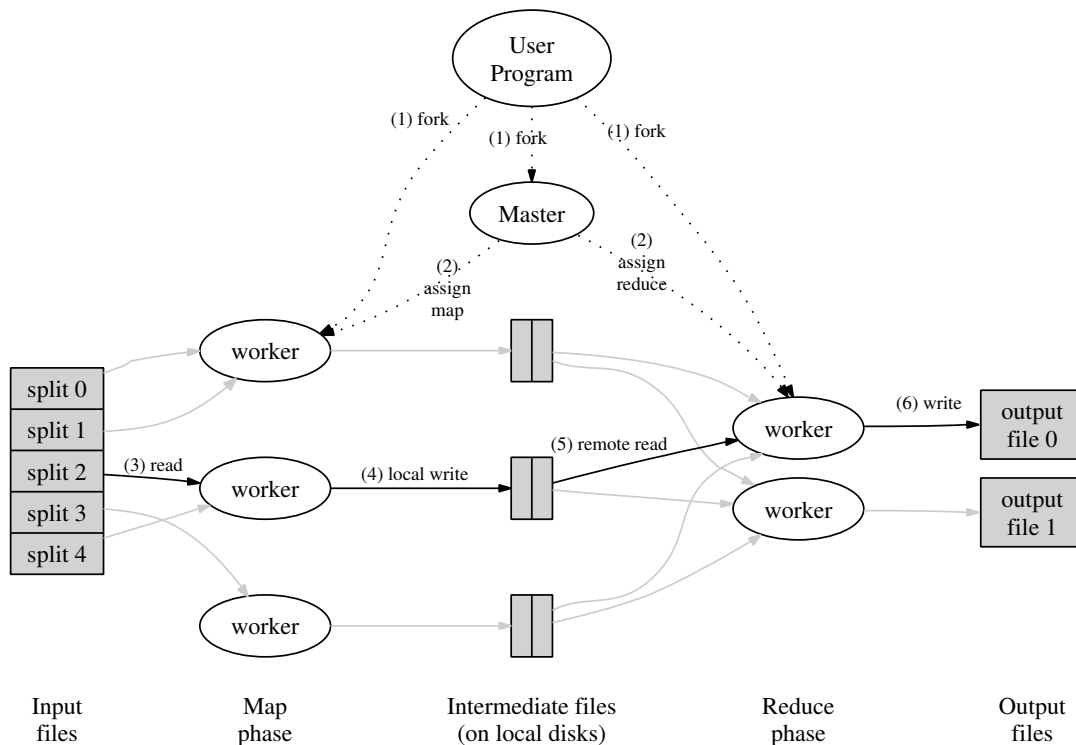 User
Program
(1) fork
(1) fork
(1) fork
Master
(2)
assign
map
(2)
assign
reduce
worker
split 0
split 1
split 2
split 3
split 4
(3) read
worker
(4) local write
(5) remote read
worker
(6) write
output
file 0
worker
output
file 1
worker
Input
files
Map
phase
Intermediate files
(on local disks)
Reduce
phase
Output
files